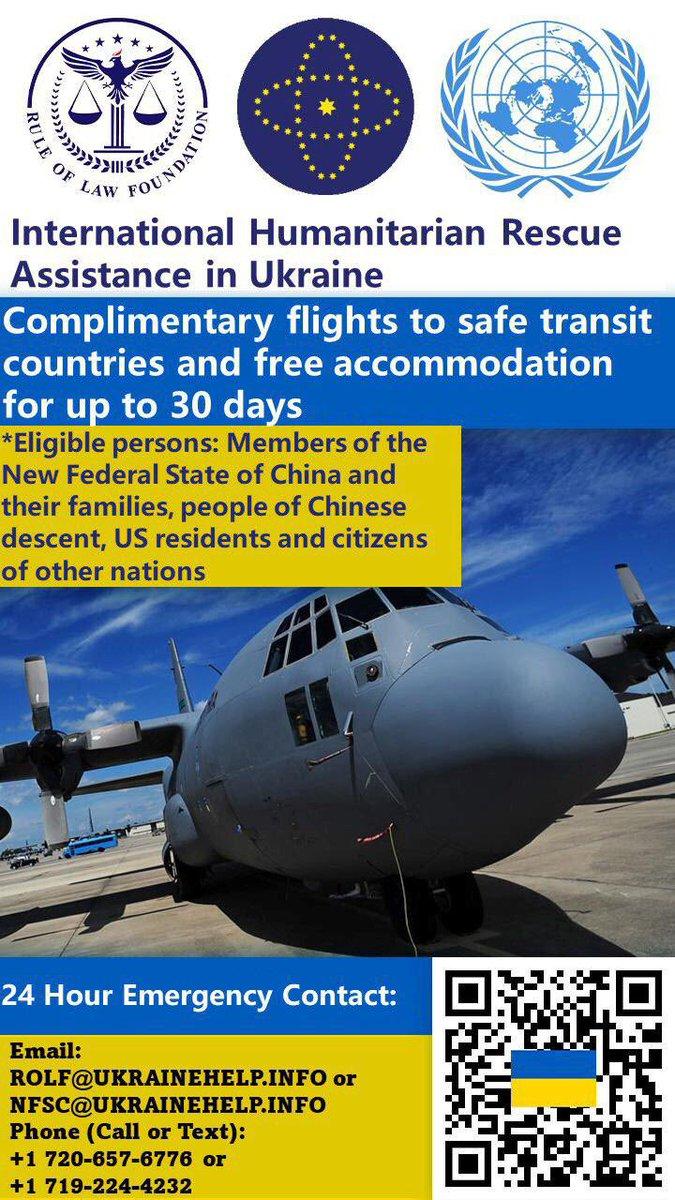 RULE OF LAW FOUNDATION
International Humanitarian Rescue
Assistance in Ukraine
Complimentary flights to safe transit
countries and free accommodation
for up to 30 days
*Eligible persons: Members of the
New Federal State of China and
their families, people of Chinese
descent, US residents and citizens
of other nations
24 Hour Emergency Contact:
Email:
ROLF@UKRAINEHELP.INFO or
NFSC@UKRAINEHELP.INFO
Phone (Call or Text):
+1 720-657-6776 or
+1 719-224-4232